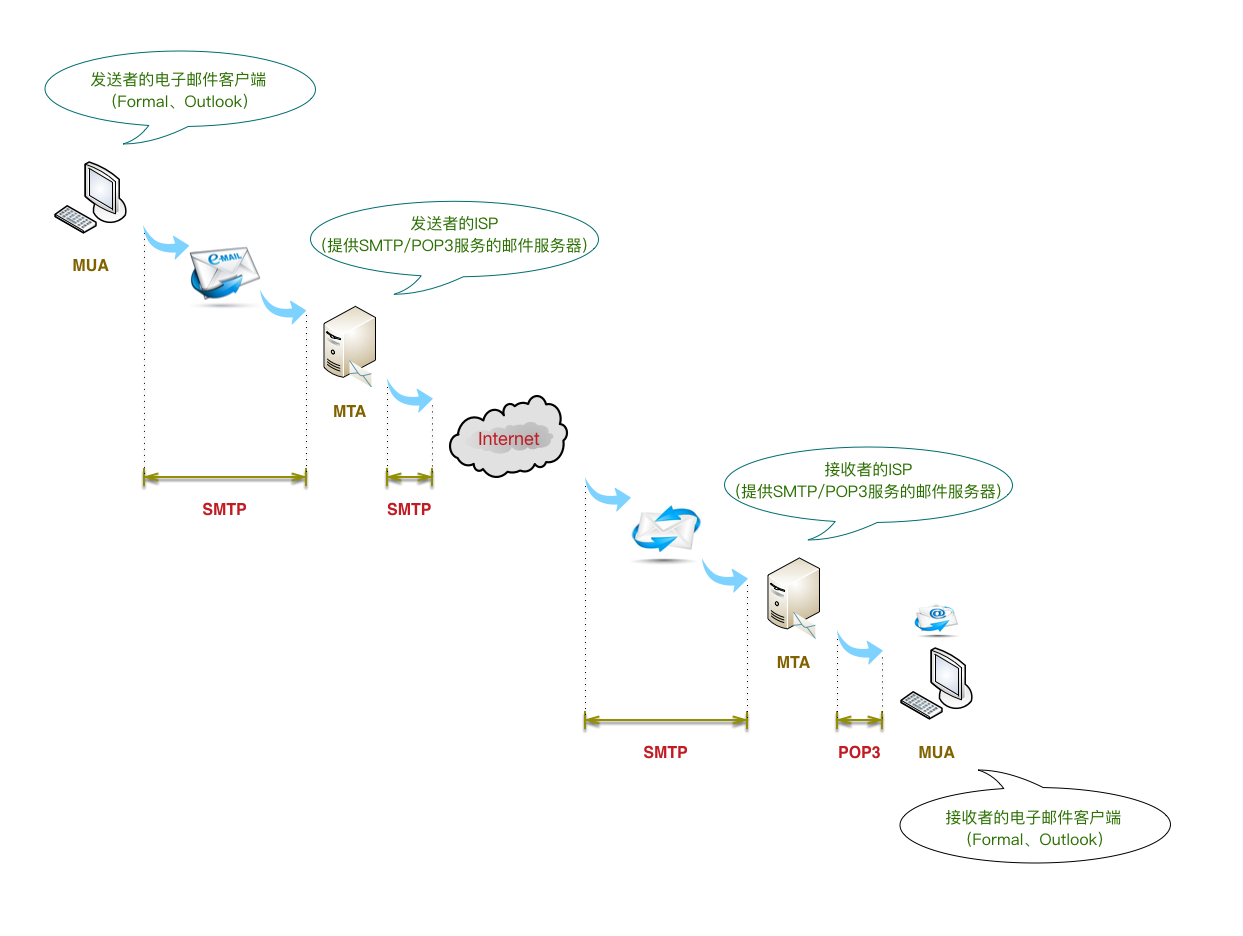 发送者的电子邮件客户端
（Formal、Outlook）
MUA
e-MAIL
发送者的ISP
（提供SMTP/POP3服务的邮件服务器）
MTA
Internet
SMTP
SMTP
接收者的ISP
（提供SMTP/POP3服务的邮件服务器）
MTA
@
SMTP
POP3
MUA
接收者的电子邮件客户端
（Formal、Outlook）